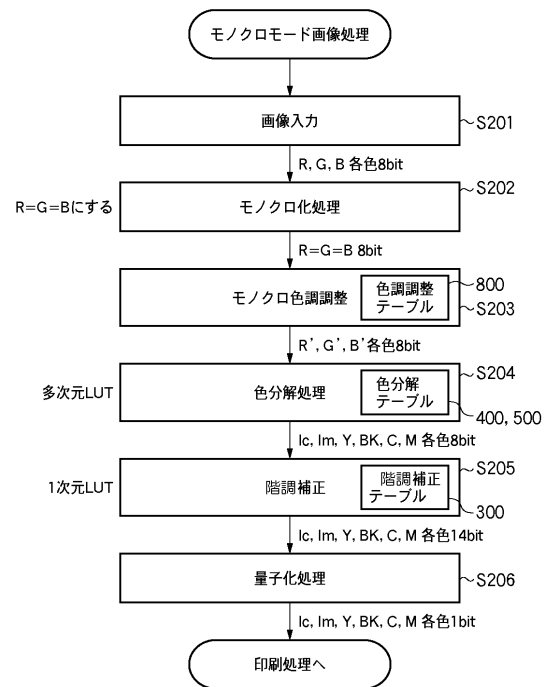 モノクロモード画像処理
画像入力
S201
R, G, B 各色8bit
S202
R=G=Bにする
モノクロ化処理
R=G=B 8bit
モノクロ色調調整
色調調整
テーブル
800
S203
R’, G’, B’各色8bit
S204
多次元LUT
色分解処理
色分解
テーブル
400, 500
lc, lm, Y, BK, C, M 各色8bit
S205
1次元LUT
階調補正
階調補正
テーブル
300
lc, lm, Y, BK, C, M 各色14bit
量子化処理
S206
lc, lm, Y, BK, C, M 各色1bit
印刷処理へ